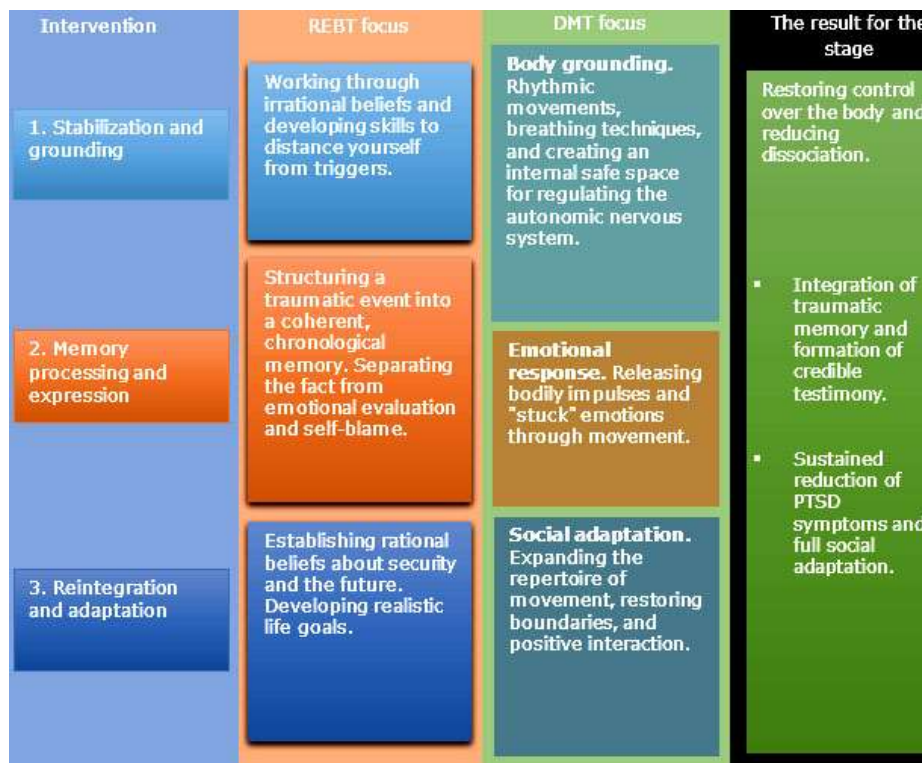 Intervention
1. Stabilization and
grounding
2. Memory
processing and
expression
3. Reintegration
and adaptation
REBT focus
Working through
irrational beliefs and
developing skills to
distance yourself
from triggers.
Structuring a
traumatic event into
a coherent,
chronological
memory. Separating
the fact from
emotional evaluation
and self-blame.
Establishing rational
beliefs about security
and the future.
Developing realistic
life goals.
DMT focus
Body grounding.
Rhythmic
movements,
breathing techniques,
and creating an
internal safe space
for regulating the
autonomic nervous
system.
Emotional
response. Releasing
bodily impulses and
"stuck" emotions
through movement.
Social adaptation.
Expanding the
repertoire of
movement, restoring
boundaries, and
positive interaction.
The result for the
stage
Restoring control
over the body and
reducing
dissociation.
▪ Integration of
traumatic
memory and
formation of
credible
testimony.
▪ Sustained
reduction of
PTSD
symptoms and
full social
adaptation.